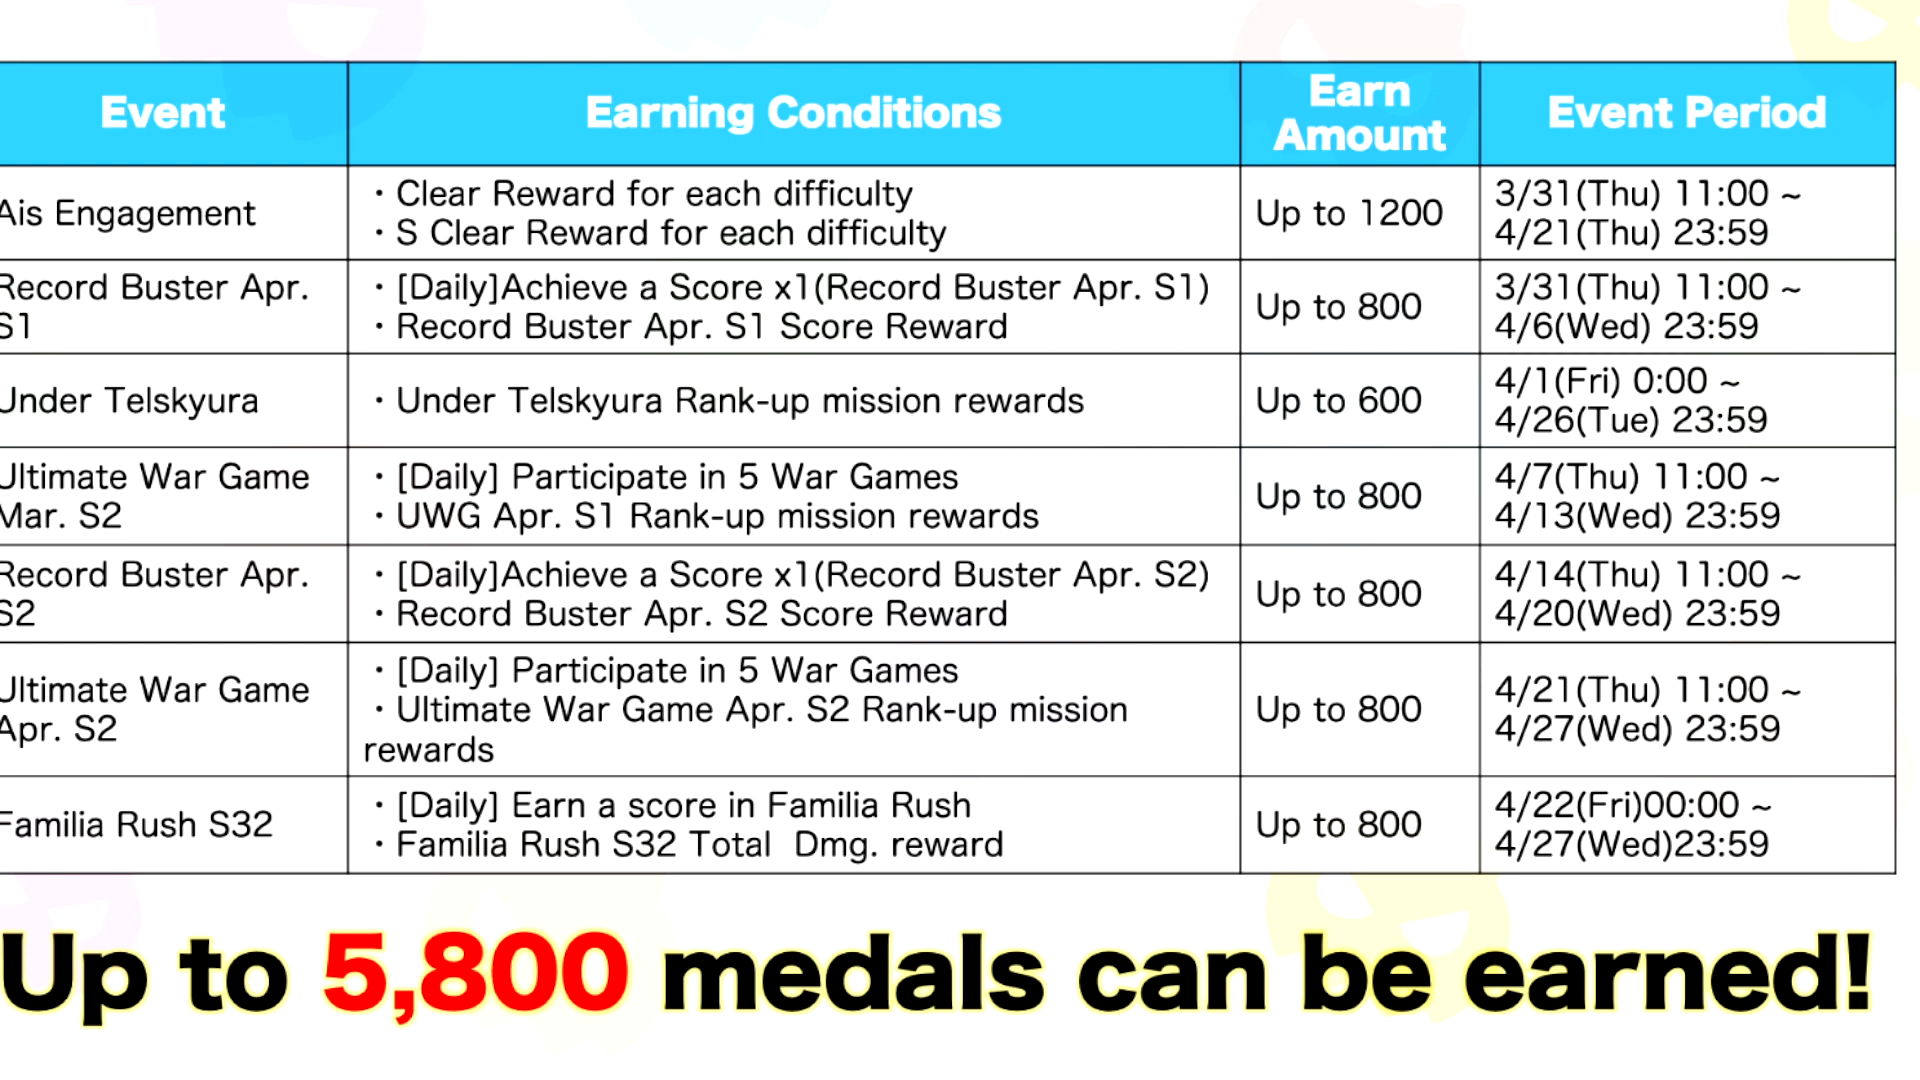 Event
Earning Conditions
Earn
Amount
Event Period
Ais Engagement
・Clear Reward for each difficulty
・S Clear Reward for each difficulty
Up to 1200
3/31(Thu) 11:00 ~
4/21(Thu) 23:59
Record Buster Apr.
S1
・[Daily]Achieve a Score x1(Record Buster Apr. S1)
・Record Buster Apr. S1 Score Reward
Up to 800
3/31(Thu) 11:00 ~
4/6(Wed) 23:59
Under Telskyura
・Under Telskyura Rank-up mission rewards
Up to 600
4/1(Fri) 0:00 ~
4/26(Tue) 23:59
Ultimate War Game
Mar. S2
・[Daily] Participate in 5 War Games
・UWG Apr. S1 Rank-up mission rewards
Up to 800
4/7(Thu) 11:00 ~
4/13(Wed) 23:59
Record Buster Apr.
S2
・[Daily]Achieve a Score x1(Record Buster Apr. S2)
・Record Buster Apr. S2 Score Reward
Up to 800
4/14(Thu) 11:00 ~
4/20(Wed) 23:59
Ultimate War Game
Apr. S2
・[Daily] Participate in 5 War Games
・Ultimate War Game Apr. S2 Rank-up mission
rewards
Up to 800
4/21(Thu) 11:00 ~
4/27(Wed) 23:59
Familia Rush S32
・[Daily] Earn a score in Familia Rush
・Familia Rush S32 Total  Dmg. reward
Up to 800
4/22(Fri)00:00 ~
4/27(Wed)23:59
Up to 5,800 medals can be earned!